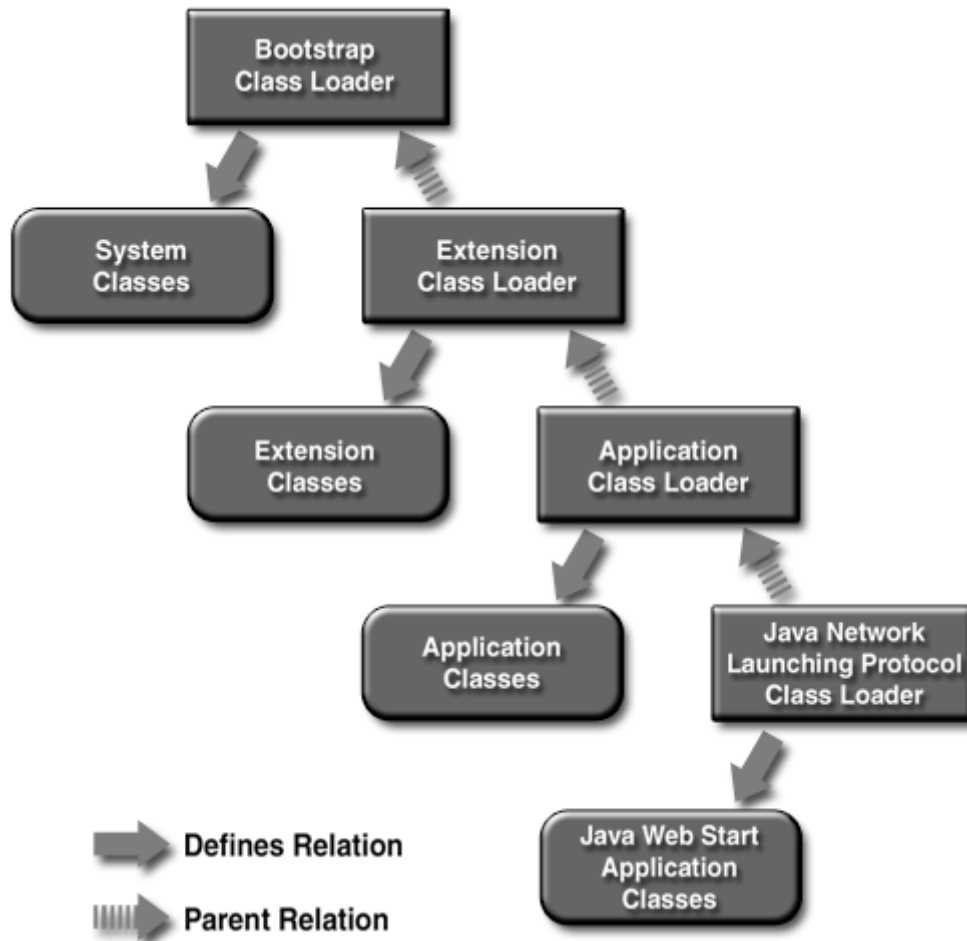 Bootstrap
Class Loader
System
Classes
Extension
Class Loader
Extension
Classes
Application
Class Loader
Application
Classes
Java Network
Launching Protocol
Class Loader
Java Web Start
Application
Classes
Defines Relation
Parent Relation